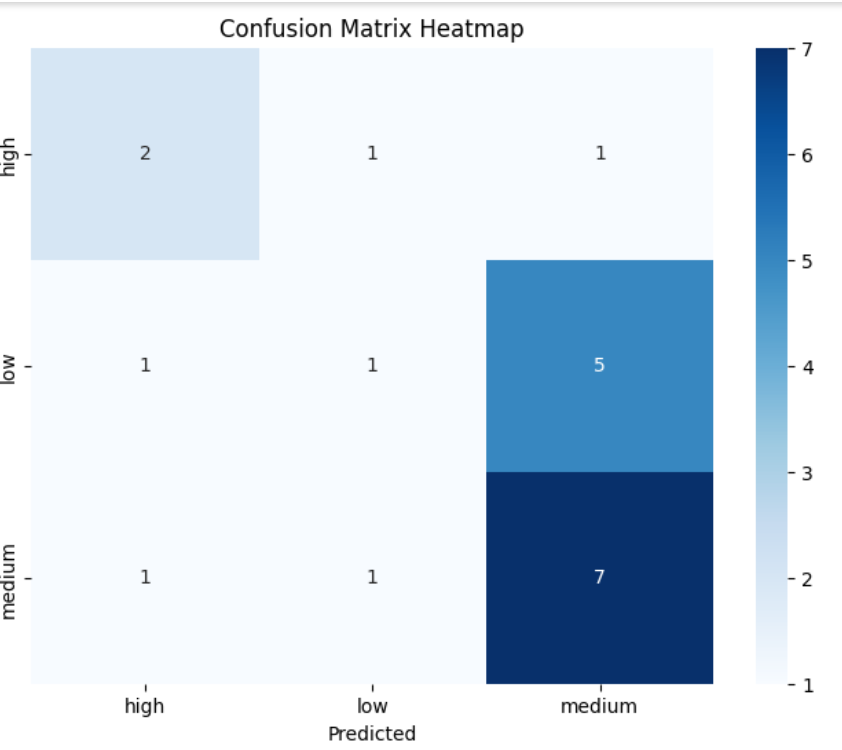 Confusion Matrix Heatmap
high
2 1 1
low
1 1 5
medium
1 1 7
high low medium
Predicted
7
6
5
4
3
2
1